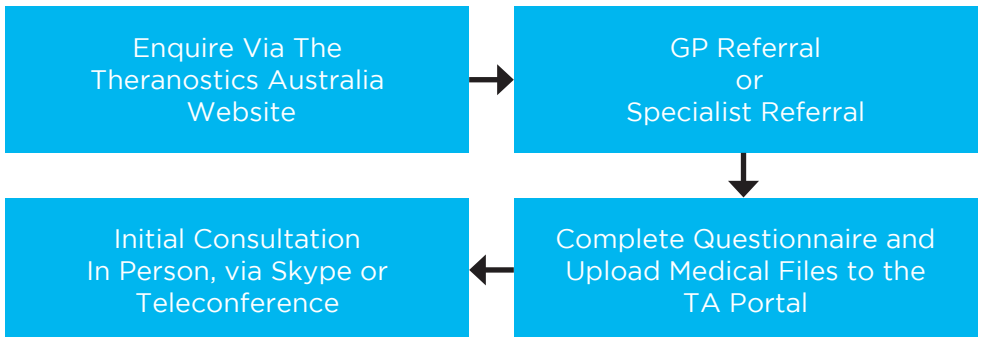 Enquire Via The
Theranostics Australia
Website
GP Referral
or
Specialist Referral
Complete Questionnaire and
Upload Medical Files to the
TA Portal
Initial Consultation
In Person, via Skype or
Teleconference